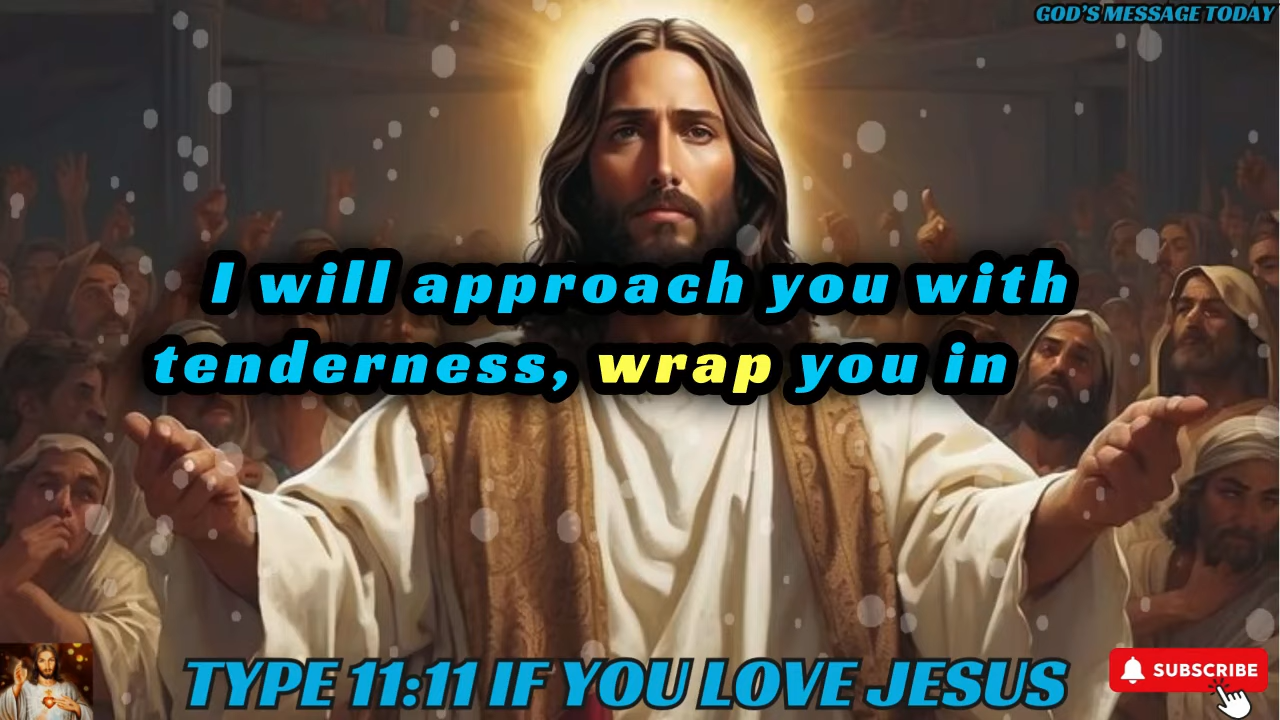 GOD'S MESSAGE TODAY
I will approach you with
tenderness, wrap you in
TYPE 11:11 IF YOU LOVE JESUS
SUBSCRIBE